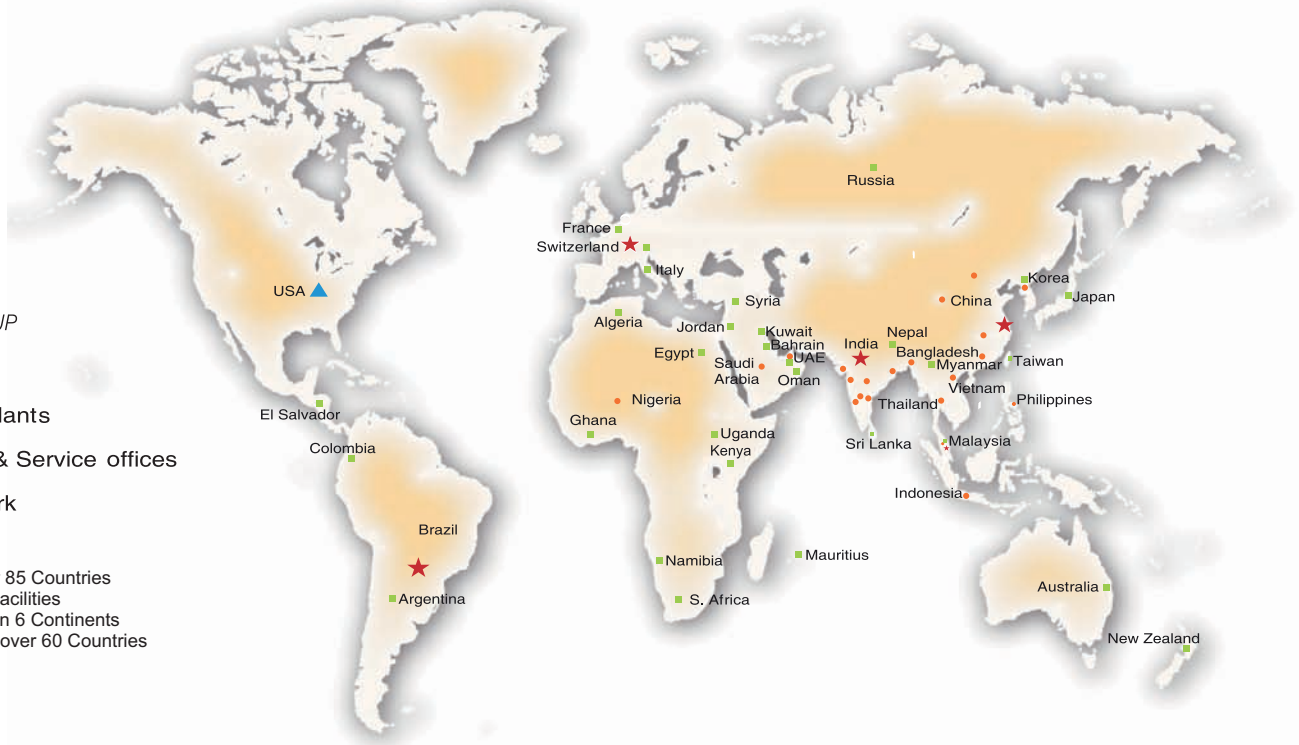 Russia
France
Switzerland
Italy
USA
Korea
China
Japan
Syria
UP
Algeria
Jordan
Kuwait
Nepal
India
Bahrain
Egypt
Bangladesh
UAE
Saudi
Arabia
Myanmar
Taiwan
Oman
Vietnam
Nigeria
Thailand
Philippines
El Salvador
lants
Ghana
Uganda
Sri Lanka
Malaysia
Colombia
Kenya
& Service offices
Indonesia
rk
Brazil
Mauritius
Namibia
85 Countries
Australia
acilities
Argentina
S. Africa
n 6 Continents
over 60 Countries
New Zealand